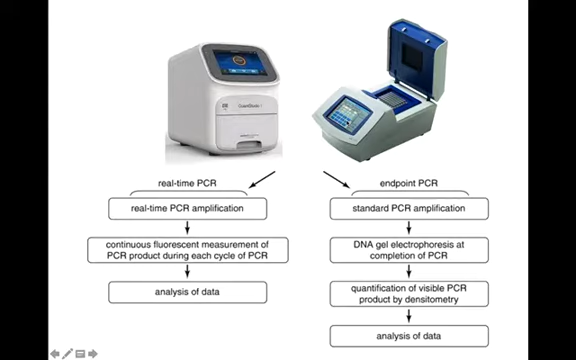 real-time PCR
real-time PCR amplification
continuous fluorescent measurement of
PCR product during each cycle of PCR
analysis of data
endpoint PCR
standard PCR amplification
DNA gel electrophoresis at
completion of PCR
quantification of visible PCR
product by densitometry
analysis of data